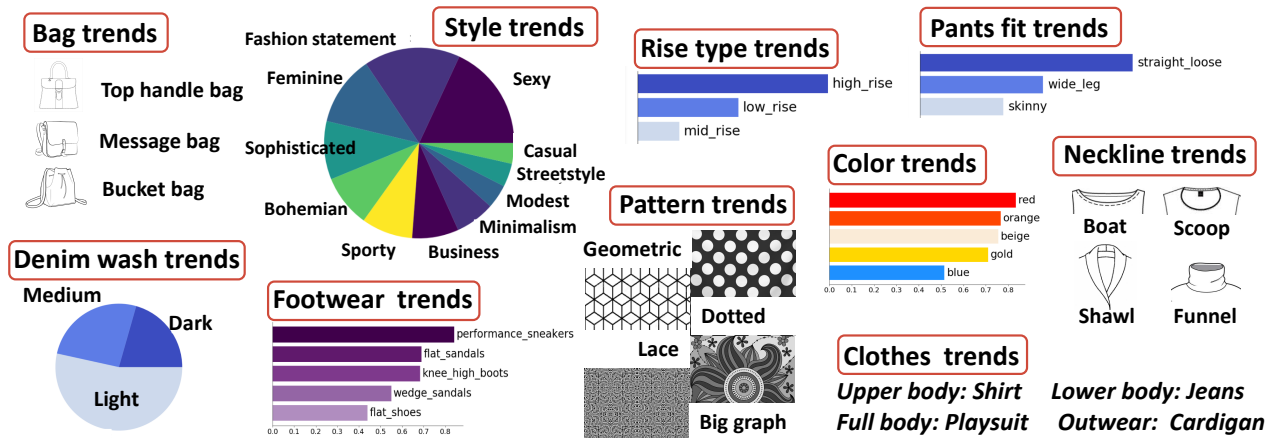 Bag trends
Top handle bag
Message bag
Bucket bag
Style trends
Fashion statement
Feminine
Sexy
Sophisticated
Casual
Streetstyle
Bohemian
Modest
Minimalism
Sporty
Business
Rise type trends
high_rise
low_rise
mid_rise
Pants fit trends
straight_loose
wide_leg
skinny
Denim wash trends
Medium
Dark
Light
Footwear trends
performance_sneakers
flat_sandals
knee_high_boots
wedge_sandals
flat_shoes
0.0 0.1 0.2 0.3 0.4 0.5 0.6 0.7 0.8
Pattern trends
Geometric
Dotted
Lace
Big graph
Color trends
red
orange
beige
gold
blue
0.0 0.1 0.2 0.3 0.4 0.5 0.6 0.7 0.8
Neckline trends
Boat Scoop
Shawl Funnel
Clothes trends
Upper body: Shirt Lower body: Jeans
Full body: Playsuit Outwear: Cardigan